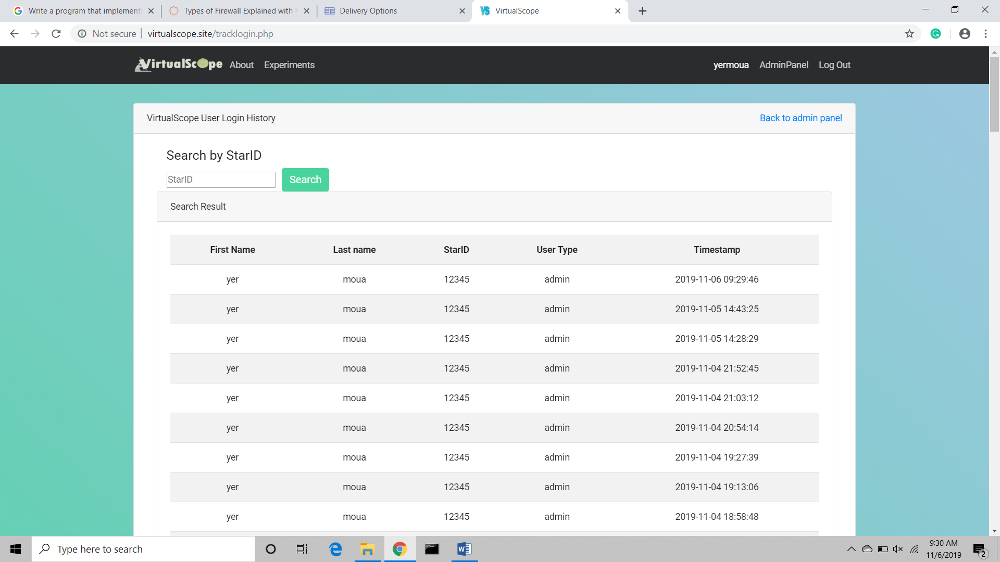 Write a program that implements
Types of Firewall Explained with F
Delivery Options
VirtualScope
Not secure | virtualscope.site/tracklogin.php
VirtualScope About Experiments yermoua AdminPanel Log Out
VirtualScope User Login History Back to admin panel
Search by StarID
StarID Search
Search Result
First Name Last name StarID User Type Timestamp
yer moua 12345 admin 2019-11-06 09:29:46
yer moua 12345 admin 2019-11-05 14:43:25
yer moua 12345 admin 2019-11-05 14:28:29
yer moua 12345 admin 2019-11-04 21:52:45
yer moua 12345 admin 2019-11-04 21:03:12
yer moua 12345 admin 2019-11-04 20:54:14
yer moua 12345 admin 2019-11-04 19:27:39
yer moua 12345 admin 2019-11-04 19:13:06
yer moua 12345 admin 2019-11-04 18:58:48
Type here to search
9:30 AM
11/6/2019
2